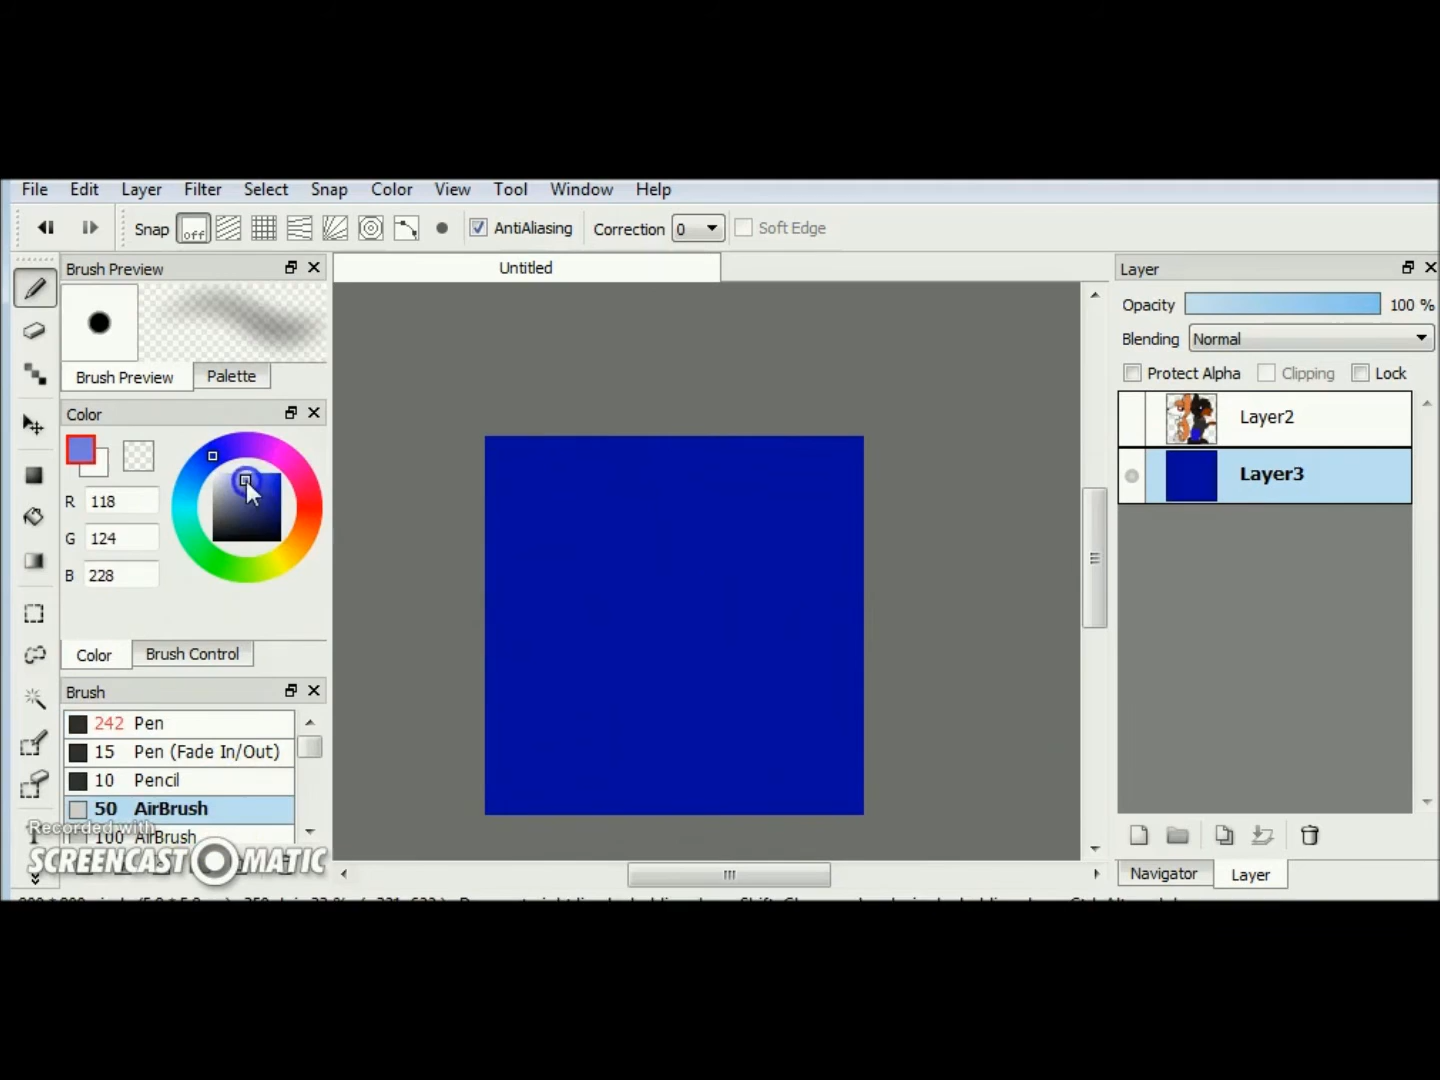 File Edit Layer Filter Select Snap Color View Tool Window Help
Snap off AntiAliasing Correction 0 Soft Edge
Brush Preview
Untitled
Layer
Opacity 100 %
Blending Normal
Protect Alpha Clipping Lock
Brush Preview Palette
Color
Layer2
Layer3
R 118
G 124
B 228
Color Brush Control
Brush
242 Pen
15 Pen (Fade In/Out)
10 Pencil
50 AirBrush
100 AirBrush
Recorded with
SCREENCAST MATIC
Navigator Layer